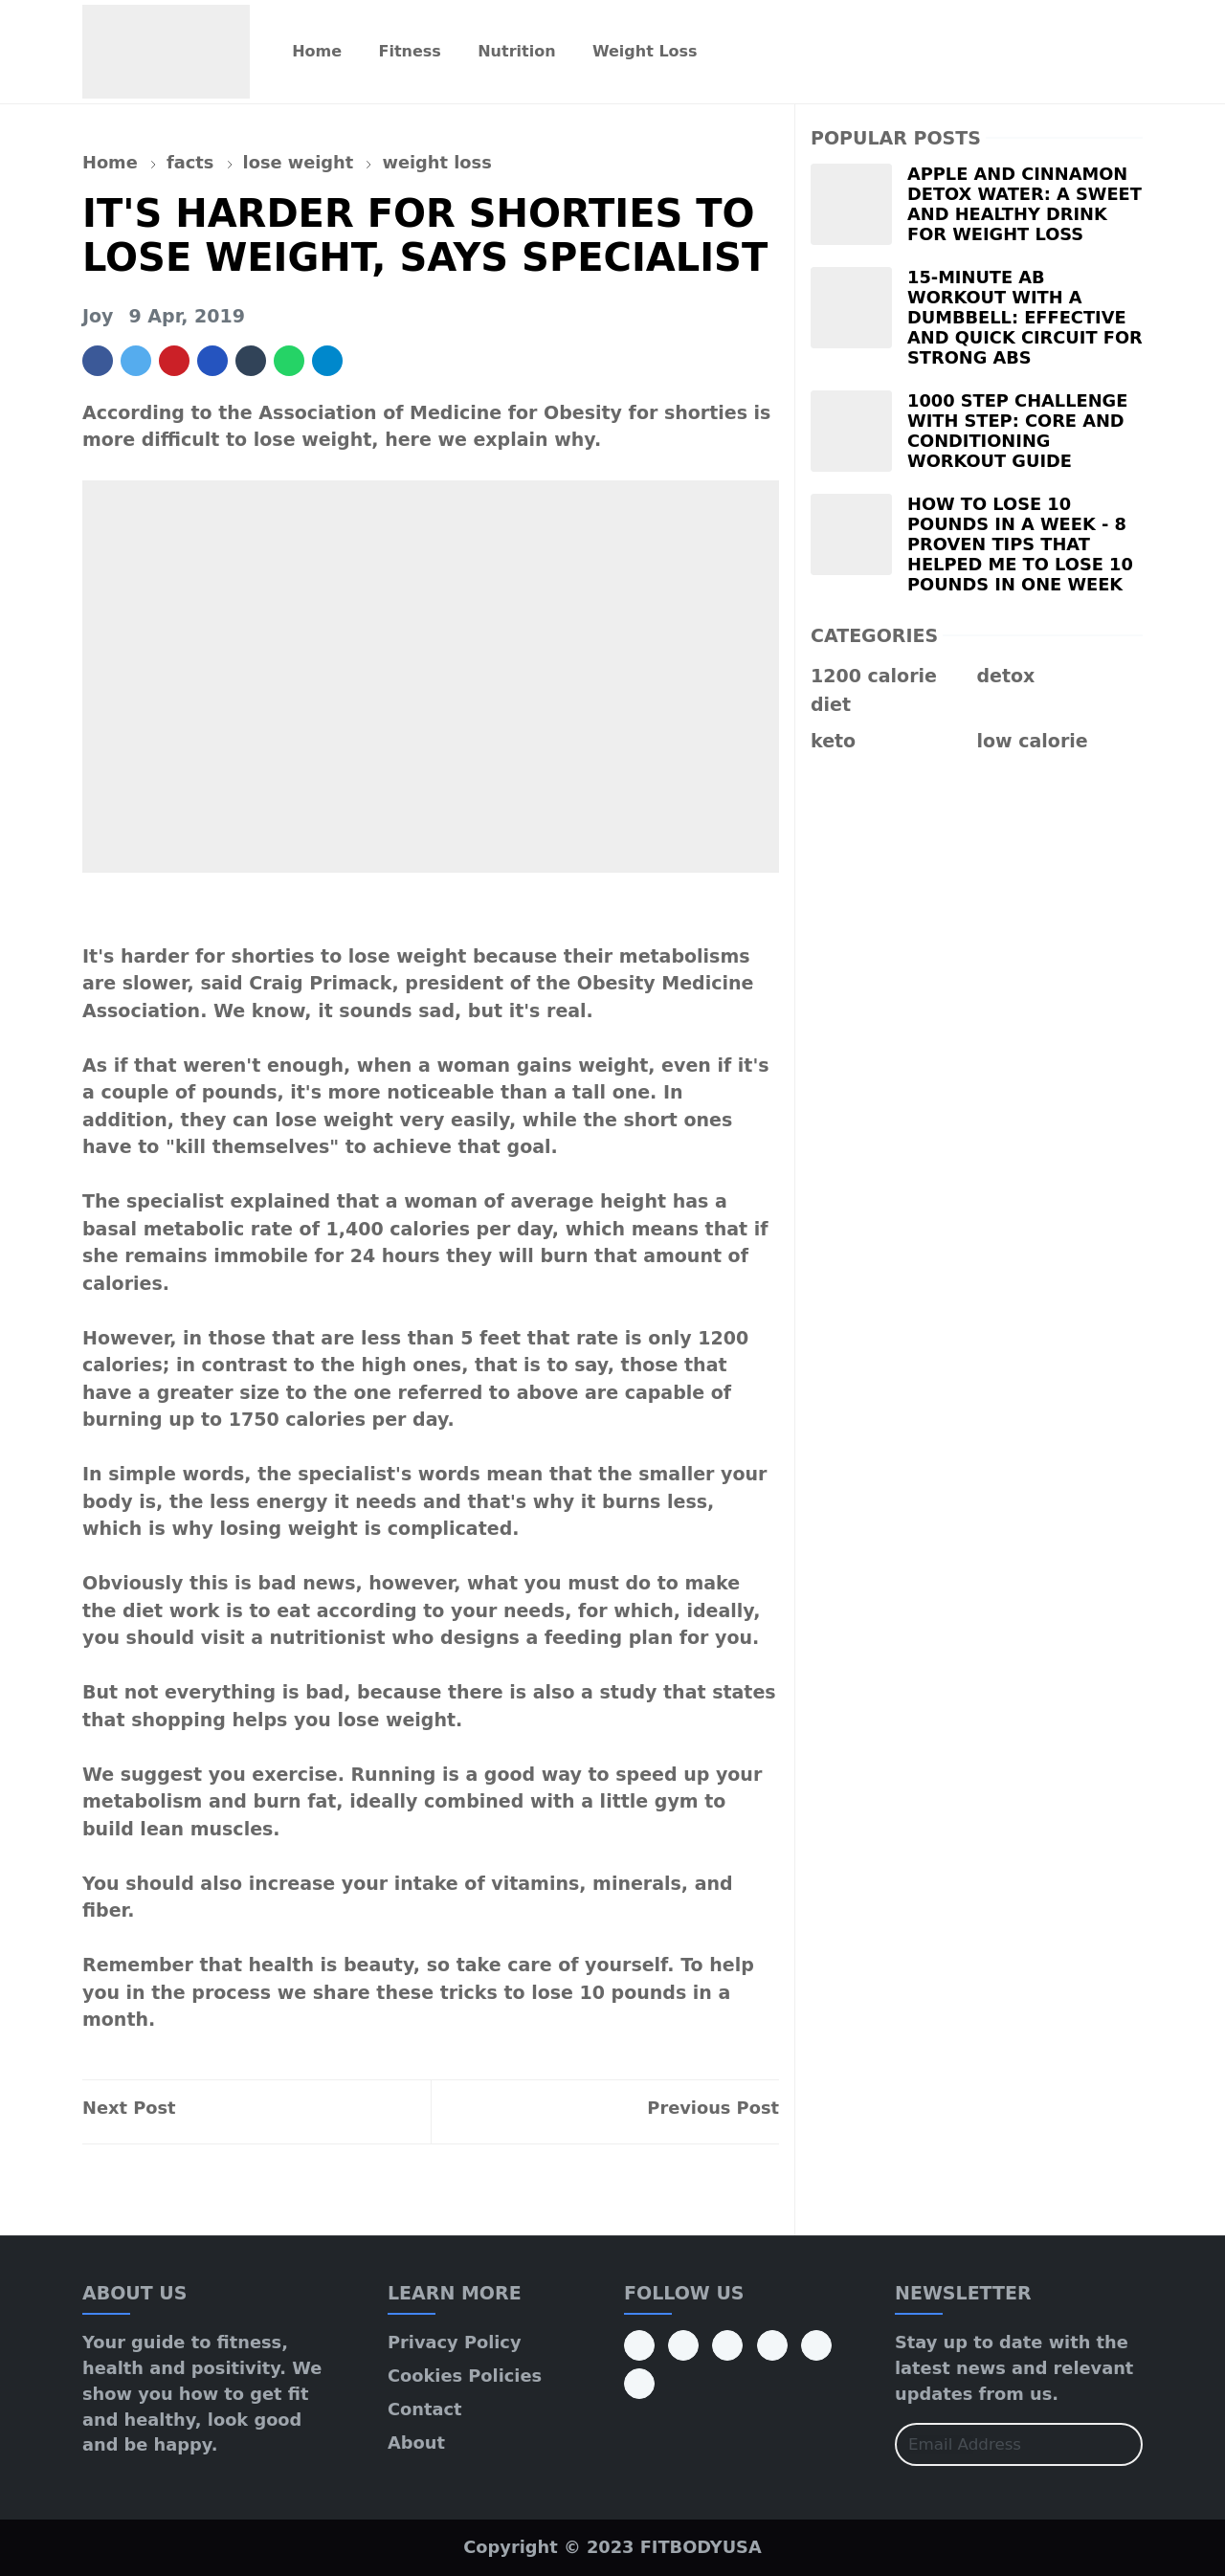 Home Fitness Nutrition Weight Loss
Home › facts › lose weight › weight loss
IT'S HARDER FOR SHORTIES TO
LOSE WEIGHT, SAYS SPECIALIST
Joy 9 Apr, 2019
According to the Association of Medicine for Obesity for shorties is
more difficult to lose weight, here we explain why.
It's harder for shorties to lose weight because their metabolisms
are slower, said Craig Primack, president of the Obesity Medicine
Association. We know, it sounds sad, but it's real.
As if that weren't enough, when a woman gains weight, even if it's
a couple of pounds, it's more noticeable than a tall one. In
addition, they can lose weight very easily, while the short ones
have to "kill themselves" to achieve that goal.
The specialist explained that a woman of average height has a
basal metabolic rate of 1,400 calories per day, which means that if
she remains immobile for 24 hours they will burn that amount of
calories.
However, in those that are less than 5 feet that rate is only 1200
calories; in contrast to the high ones, that is to say, those that
have a greater size to the one referred to above are capable of
burning up to 1750 calories per day.
In simple words, the specialist's words mean that the smaller your
body is, the less energy it needs and that's why it burns less,
which is why losing weight is complicated.
Obviously this is bad news, however, what you must do to make
the diet work is to eat according to your needs, for which, ideally,
you should visit a nutritionist who designs a feeding plan for you.
But not everything is bad, because there is also a study that states
that shopping helps you lose weight.
We suggest you exercise. Running is a good way to speed up your
metabolism and burn fat, ideally combined with a little gym to
build lean muscles.
You should also increase your intake of vitamins, minerals, and
fiber.
Remember that health is beauty, so take care of yourself. To help
you in the process we share these tricks to lose 10 pounds in a
month.
Next Post Previous Post
POPULAR POSTS
APPLE AND CINNAMON
DETOX WATER: A SWEET
AND HEALTHY DRINK
FOR WEIGHT LOSS
15-MINUTE AB
WORKOUT WITH A
DUMBBELL: EFFECTIVE
AND QUICK CIRCUIT FOR
STRONG ABS
1000 STEP CHALLENGE
WITH STEP: CORE AND
CONDITIONING
WORKOUT GUIDE
HOW TO LOSE 10
POUNDS IN A WEEK - 8
PROVEN TIPS THAT
HELPED ME TO LOSE 10
POUNDS IN ONE WEEK
CATEGORIES
1200 calorie
diet
detox
keto
low calorie
ABOUT US
Your guide to fitness,
health and positivity. We
show you how to get fit
and healthy, look good
and be happy.
LEARN MORE
Privacy Policy
Cookies Policies
Contact
About
FOLLOW US
NEWSLETTER
Stay up to date with the
latest news and relevant
updates from us.
Email Address
Copyright © 2023 FITBODYUSA